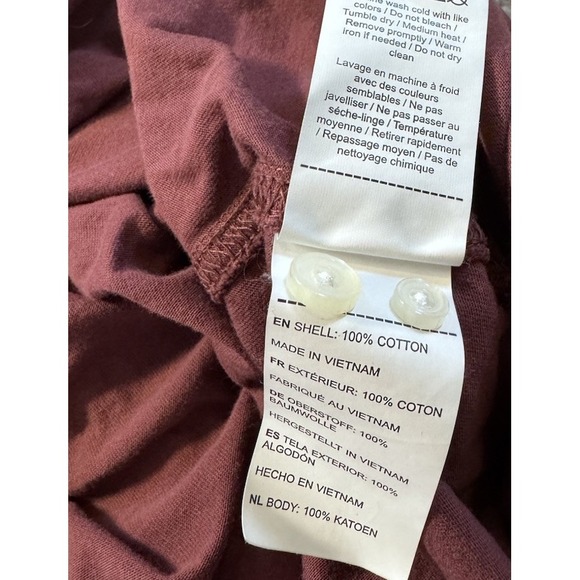 ine wash cold with like
colors / Do not bleach /
Tumble dry / Medium heat /
Remove promptly / Warm
iron if needed / Do not dry
clean
Lavage en machine à froid
avec des couleurs
semblables / Ne pas
javelliser / Ne pas passer au
séche-linge / Température
moyenne / Retirer rapidement
/ Repassage moyen / Pas de
nettoyage chimique
EN SHELL: 100% COTTON
MADE IN VIETNAM
FR EXTÉRIEUR: 100% COTON
FABRIQUÉ AU VIETNAM
DE OBERSTOFF: 100%
BAUMWOLLE
HERGESTELLT IN VIETNAM
ES TELA EXTERIOR: 100%
ALGODÓN
HECHO EN VIETNAM
NL BODY: 100% KATOEN